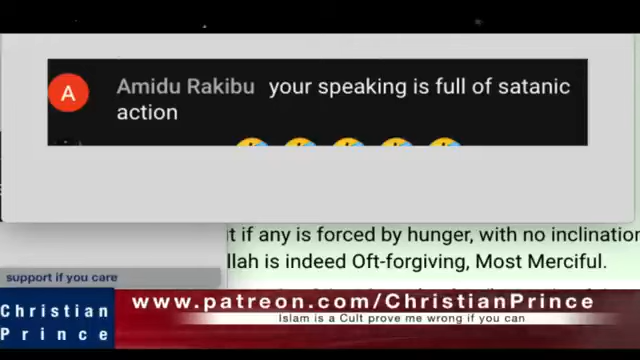 A
Amidu Rakibu your speaking is full of satanic
action
t if any is forced by hunger, with no inclination
llah is indeed Oft-forgiving, Most Merciful.
support if you care
Christian
Prince
www.patreon.com/ChristianPrince
Islam is a Cult prove me wrong if you can